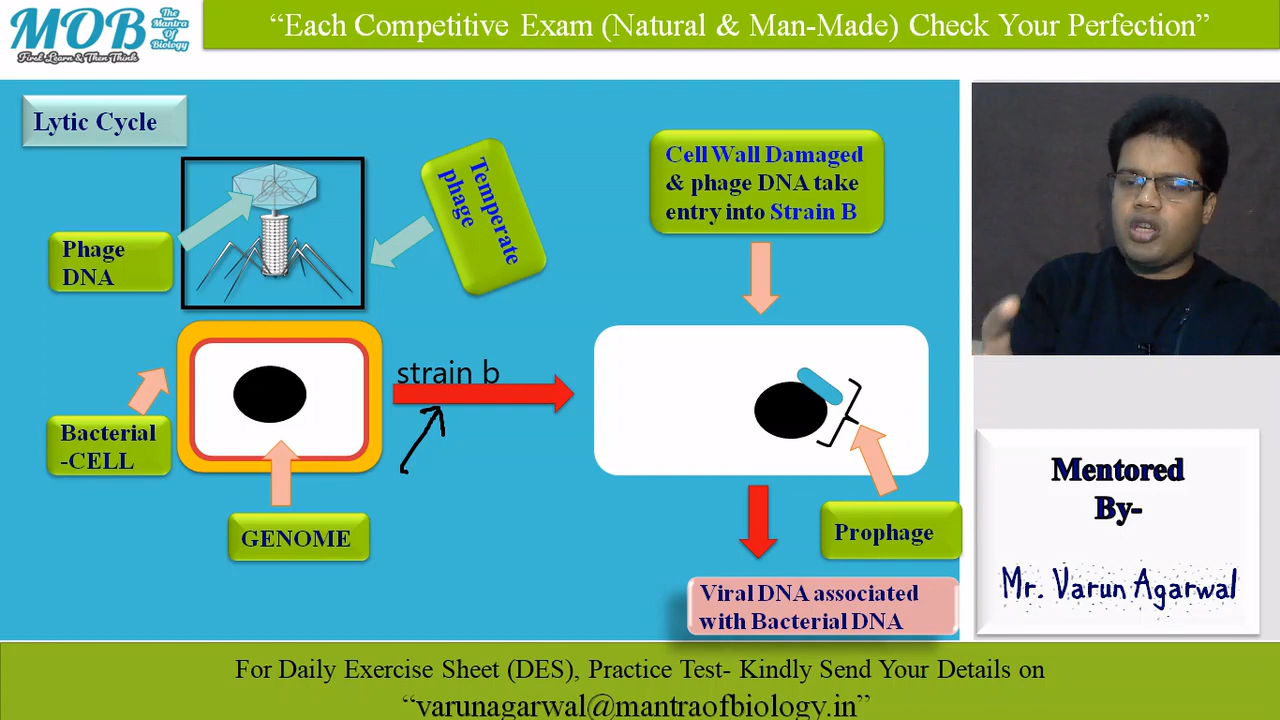 MOB
The
Mantra
Of
Biology
First Learn & Then Think
“Each Competitive Exam (Natural & Man-Made) Check Your Perfection”
Lytic Cycle
Phage
DNA
Temperate
phage
Cell Wall Damaged
& phage DNA take
entry into Strain B
strain b
Bacterial
-CELL
GENOME
Prophage
Viral DNA associated
with Bacterial DNA
Mentored
By-
Mr. Varun Agarwal
For Daily Exercise Sheet (DES), Practice Test- Kindly Send Your Details on
“varunagarwal@mantraofbiology.in”